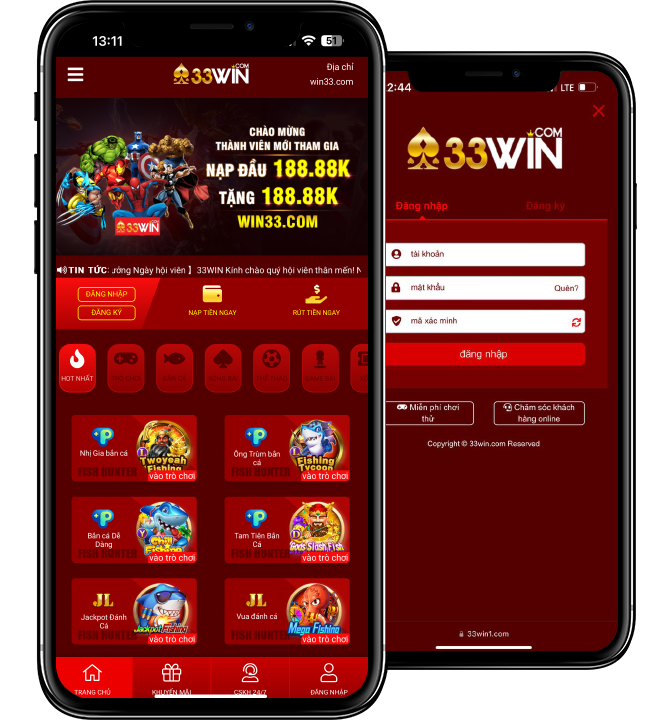 13:11
51
33WIN
.COM
Địa chỉ
win33.com
CHÀO MỪNG
THÀNH VIÊN MỚI THAM GIA
NẠP ĐẦU 188.88K
TẶNG 188.88K
WIN33.COM
33WIN
TIN TỨC: ưởng Ngày hội viên 】 33WIN Kính chào quý hội viên thân mến! N
ĐĂNG NHẬP
ĐĂNG KÝ
NẠP TIỀN NGAY
RÚT TIỀN NGAY
HOT NHẤT
TRÒ CHƠI
BẮN CÁ
THỂ THAO
Nhị Gia bắn cá
FISH HUNTER
Twoyeah
Fishing
vào trò chơi
Ông Trùm bắn
cá
FISH HUNTER
Fishing
Tycoon
vào trò chơi
Bắn cá Dễ
Dàng
FISH HUNTER
Chill
Fishing
vào trò chơi
Tam Tiên Bắn
Cá
FISH HUNTER
Gods Slash Fish
vào trò chơi
JL
Jackpot Đánh
Cá
FISH HUNTER
Jackpot Fishing
vào trò chơi
JL
Vua đánh cá
FISH HUNTER
Mega Fishing
vào trò chơi
TRANG CHỦ
KHUYẾN MÃI
CSKH 24/7
ĐĂNG NHẬP
2:44
LTE
33WIN
.COM
Đăng nhập
Đăng ký
tài khoản
mật khẩu
Quên?
mã xác minh
đăng nhập
Miễn phí chơi
thử
Chăm sóc khách
hàng online
Copyright © 33win.com Reserved
33win1.com